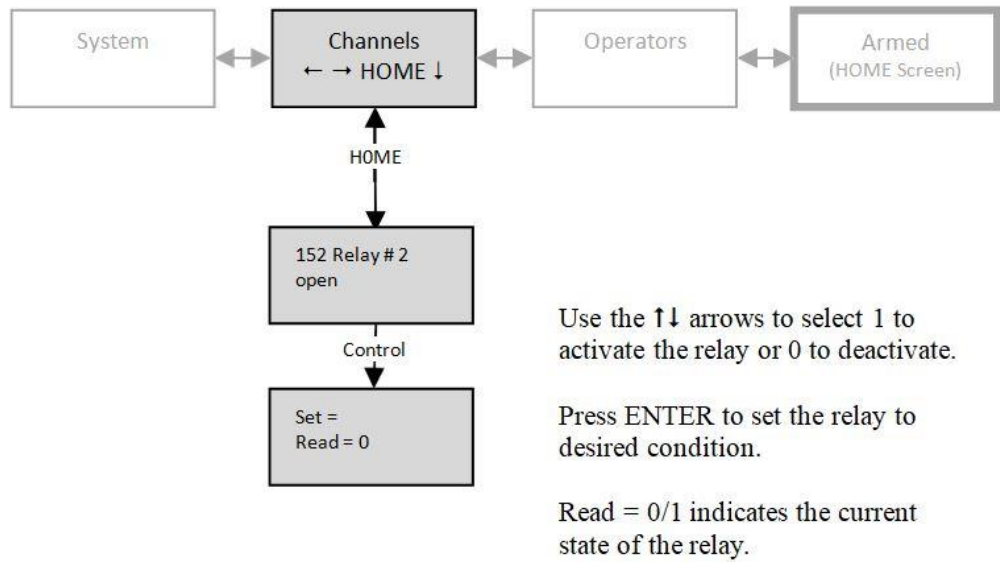 System
Channels
← → HOME ↓
Operators
Armed
(HOME Screen)
HOME
152 Relay # 2
open
Control
Set =
Read = 0
Use the ↑↓ arrows to select 1 to
activate the relay or 0 to deactivate.
Press ENTER to set the relay to
desired condition.
Read = 0/1 indicates the current
state of the relay.